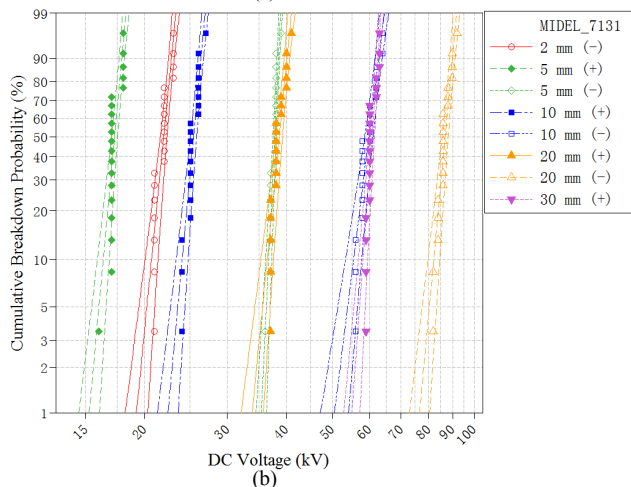 99
90
80
70
60
50
40
30
20
10
5
3
2
1
Cumulative Breakdown Probability (%)
15
20
30
40
50
60
70
80
90
100
DC Voltage (kV)
(b)
MIDEL_7131
2 mm (−)
5 mm (+)
5 mm (−)
10 mm (+)
10 mm (−)
20 mm (+)
20 mm (−)
30 mm (+)